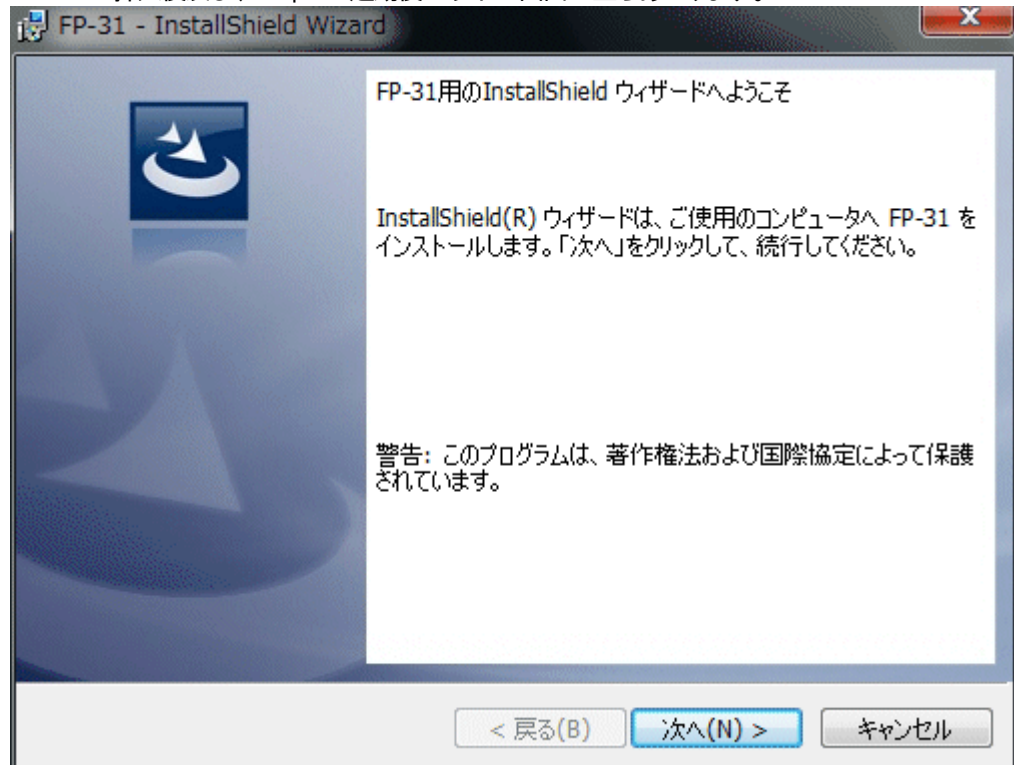 FP-31 - InstallShield Wizard
FP-31用のInstallShield ウィザードへようこそ
InstallShield(R) ウィザードは、ご使用のコンピュータへ FP-31 を
インストールします。「次へ」をクリックして、続行してください。
警告: このプログラムは、著作権法および国際協定によって保護
されています。
< 戻る(B)
次へ(N) >
キャンセル